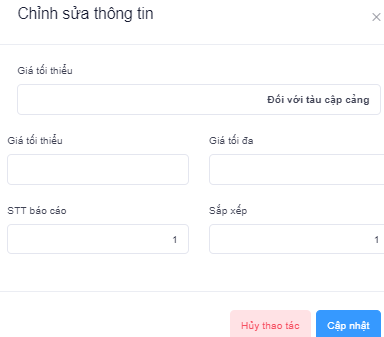 Chỉnh sửa thông tin
×
Giá tối thiểu
Đối với tàu cập cảng
Giá tối thiểu
Giá tối đa
STT báo cáo
Sắp xếp
1
1
Hủy thao tác
Cập nhật